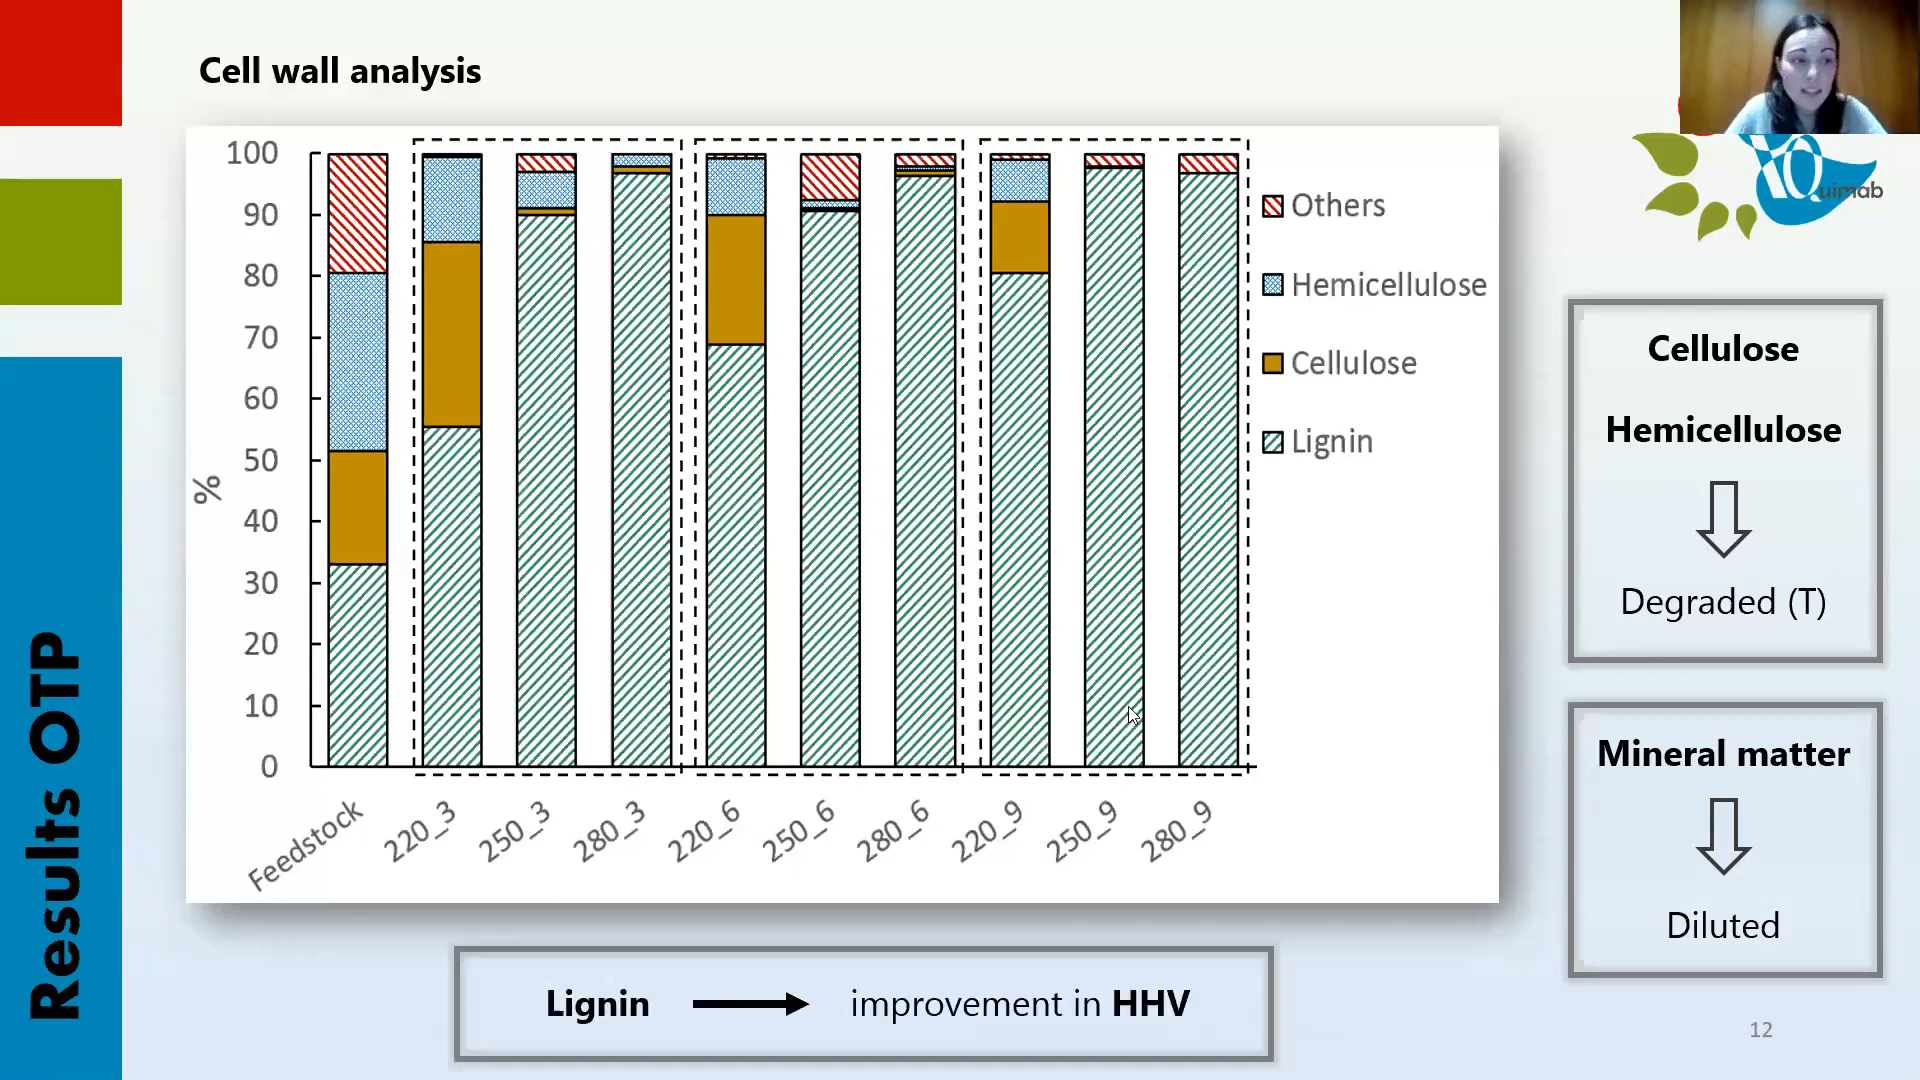 Cell wall analysis
Quimab
100
90
80
70
60
50
40
30
20
10
0
%
Feedstock
220_3
250_3
280_3
220_6
250_6
280_6
220_9
250_9
280_9
Others
Hemicellulose
Cellulose
Lignin
Cellulose
Hemicellulose
Degraded (T)
Mineral matter
Diluted
Lignin improvement in HHV
Results OTP
12